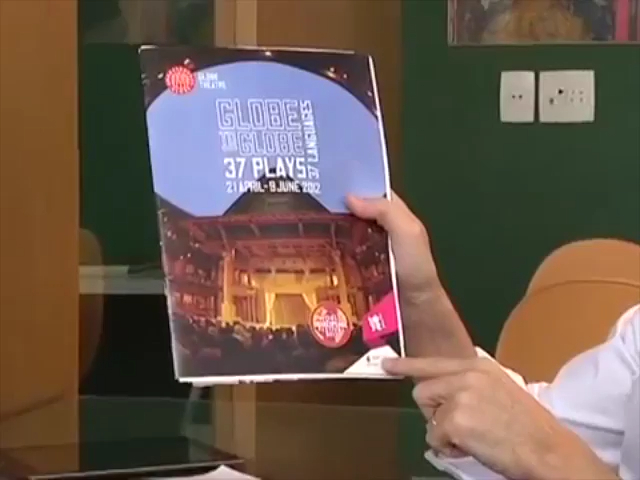 GLOBE
THEATRE
GLOBE
TO
GLOBE
37 PLAYS
37 LANGUAGES
21 APRIL - 9 JUNE 2012